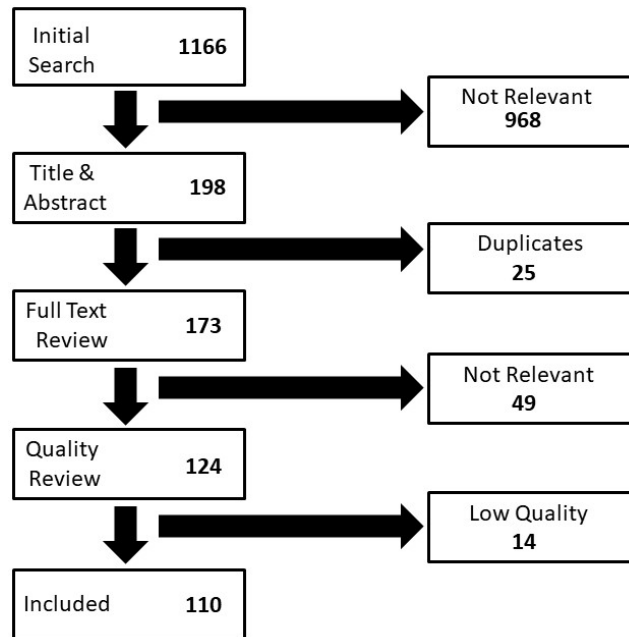 Initial
Search
1166
Not Relevant
968
Title &
Abstract
198
Duplicates
25
Full Text
Review
173
Not Relevant
49
Quality
Review
124
Low Quality
14
Included
110